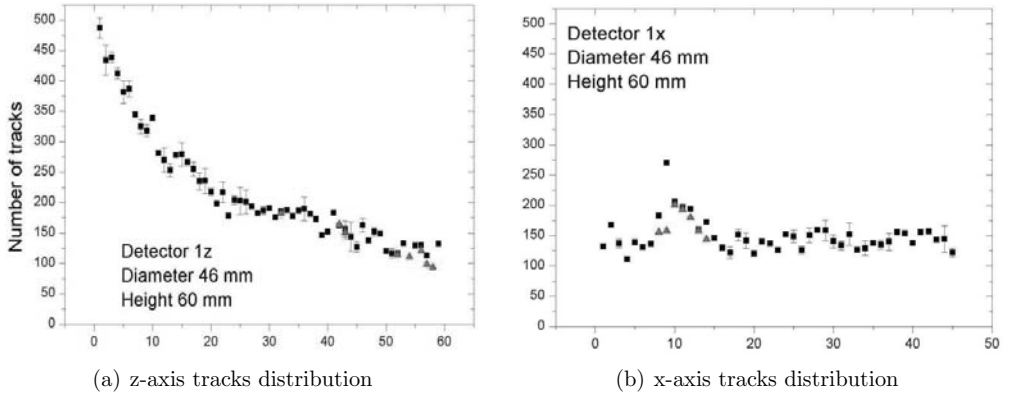 500
450
400
350
300
250
200
150
100
50
0
Number of tracks
Detector 1z
Diameter 46 mm
Height 60 mm
0 10 20 30 40 50 60
(a) z-axis tracks distribution
500
450
400
350
300
250
200
150
100
50
0
Detector 1x
Diameter 46 mm
Height 60 mm
0 10 20 30 40 50
(b) x-axis tracks distribution